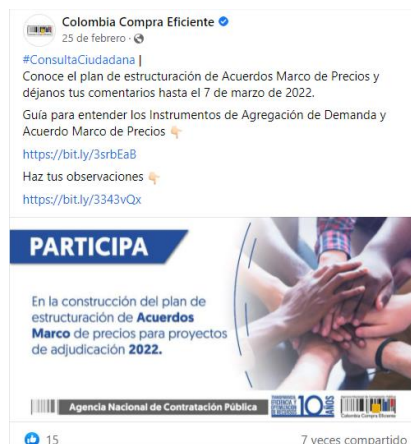 Colombia Compra Eficiente
25 de febrero ·
#ConsultaCiudadana |
Conoce el plan de estructuración de Acuerdos Marco de Precios y
déjanos tus comentarios hasta el 7 de marzo de 2022.
Guía para entender los Instrumentos de Agregación de Demanda y
Acuerdo Marco de Precios 👇🏻
https://bit.ly/3srbEaB
Haz tus observaciones 👇🏻
https://bit.ly/3343vQx
PARTICIPA
En la construcción del plan de
estructuración de Acuerdos
Marco de precios para proyectos
de adjudicación 2022.
Agencia Nacional de Contratación Pública
10 AÑOS
Colombia Compra Eficiente
15
7 veces compartido